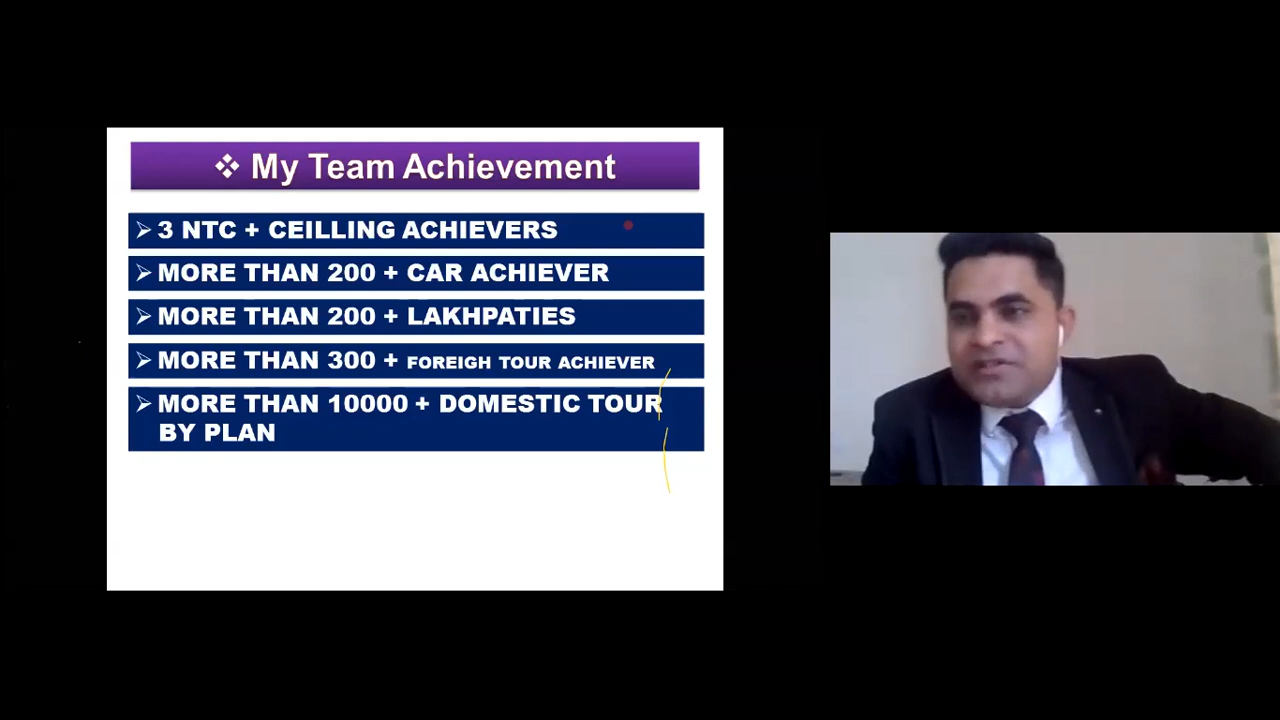 ❖ My Team Achievement
➢ 3 NTC + CEILLING ACHIEVERS
➢ MORE THAN 200 + CAR ACHIEVER
➢ MORE THAN 200 + LAKHPATIES
➢ MORE THAN 300 + FOREIGH TOUR ACHIEVER
➢ MORE THAN 10000 + DOMESTIC TOUR
BY PLAN